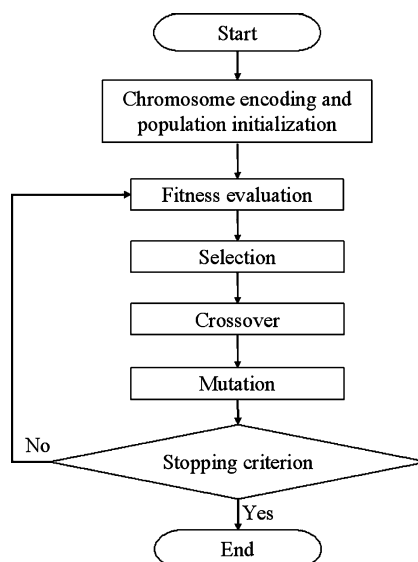 Start
Chromosome encoding and
population initialization
Fitness evaluation
Selection
Crossover
Mutation
No
Stopping criterion
Yes
End